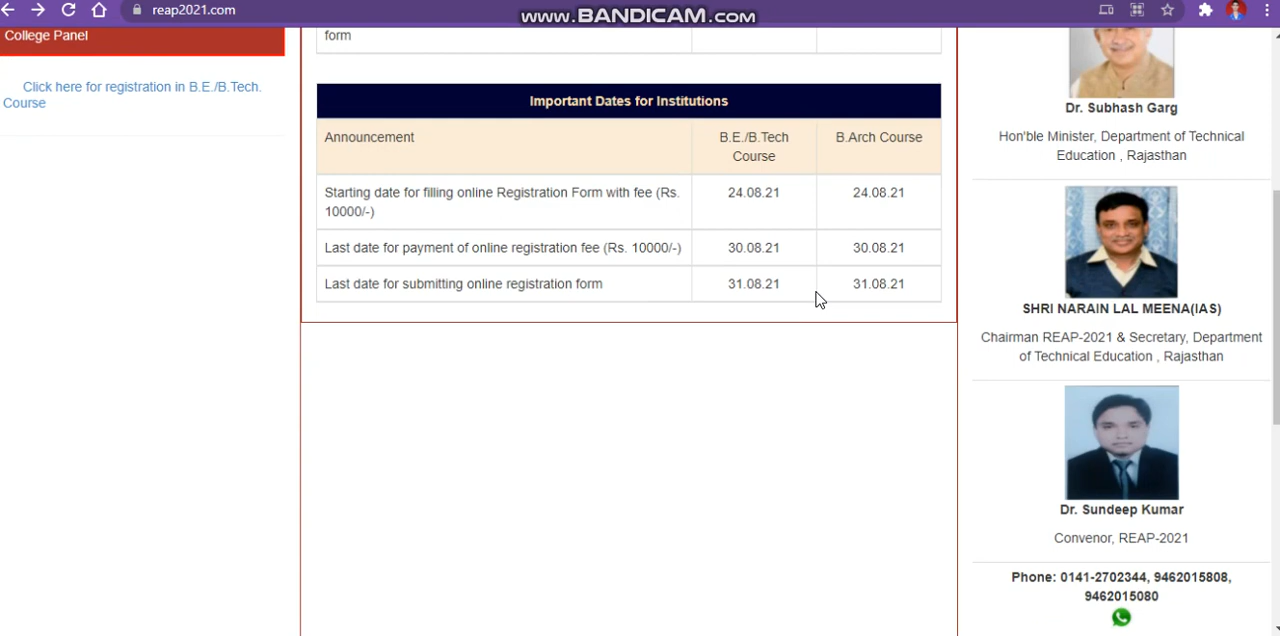 reap2021.com
www.BANDICAM.com
College Panel
Click here for registration in B.E./B.Tech.
Course
form
Important Dates for Institutions
Announcement
B.E./B.Tech
Course
B.Arch Course
Starting date for filling online Registration Form with fee (Rs.
10000/-)
24.08.21
24.08.21
Last date for payment of online registration fee (Rs. 10000/-)
30.08.21
30.08.21
Last date for submitting online registration form
31.08.21
31.08.21
Dr. Subhash Garg
Hon'ble Minister, Department of Technical
Education , Rajasthan
SHRI NARAIN LAL MEENA(IAS)
Chairman REAP-2021 & Secretary, Department
of Technical Education , Rajasthan
Dr. Sundeep Kumar
Convenor, REAP-2021
Phone: 0141-2702344, 9462015808,
9462015080